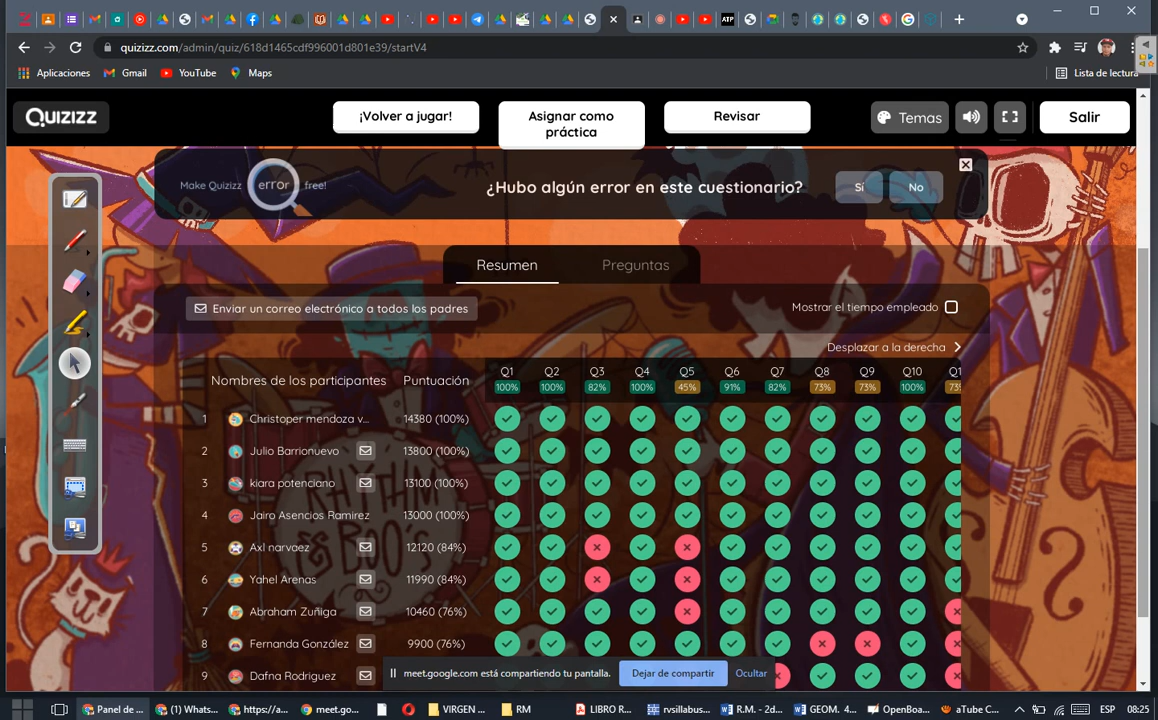 ATP
quizizz.com/admin/quiz/618d1465cdf996001d801e39/startV4
Aplicaciones Gmail YouTube Maps Lista de lectura
Quizizz ¡Volver a jugar! Asignar como práctica Revisar Temas Salir
Make Quizizz error free! ¿Hubo algún error en este cuestionario? Sí No
Resumen Preguntas
Enviar un correo electrónico a todos los padres Mostrar el tiempo empleado
Desplazar a la derecha
Nombres de los participantes Puntuación Q1 Q2 Q3 Q4 Q5 Q6 Q7 Q8 Q9 Q10 Q1
100% 100% 82% 100% 45% 91% 82% 73% 73% 100% 73%
1 Christoper mendoza v... 14380 (100%)
2 Julio Barrionuevo 13800 (100%)
3 kiara potenciano 13100 (100%)
4 Jairo Asencios Ramirez 13000 (100%)
5 Axl narvaez 12120 (84%)
6 Yahel Arenas 11990 (84%)
7 Abraham Zuñiga 10460 (76%)
8 Fernanda González 9900 (76%)
9 Dafna Rodriguez
RHYTHM & BOO'S
meet.google.com está compartiendo tu pantalla. Dejar de compartir Ocultar
Panel de ... (1) Whats... https://a... meet.go... VIRGEN ... RM LIBRO R... rvsillabus... R.M. - 2d... GEOM. 4... OpenBoa... aTube C... ESP 08:25